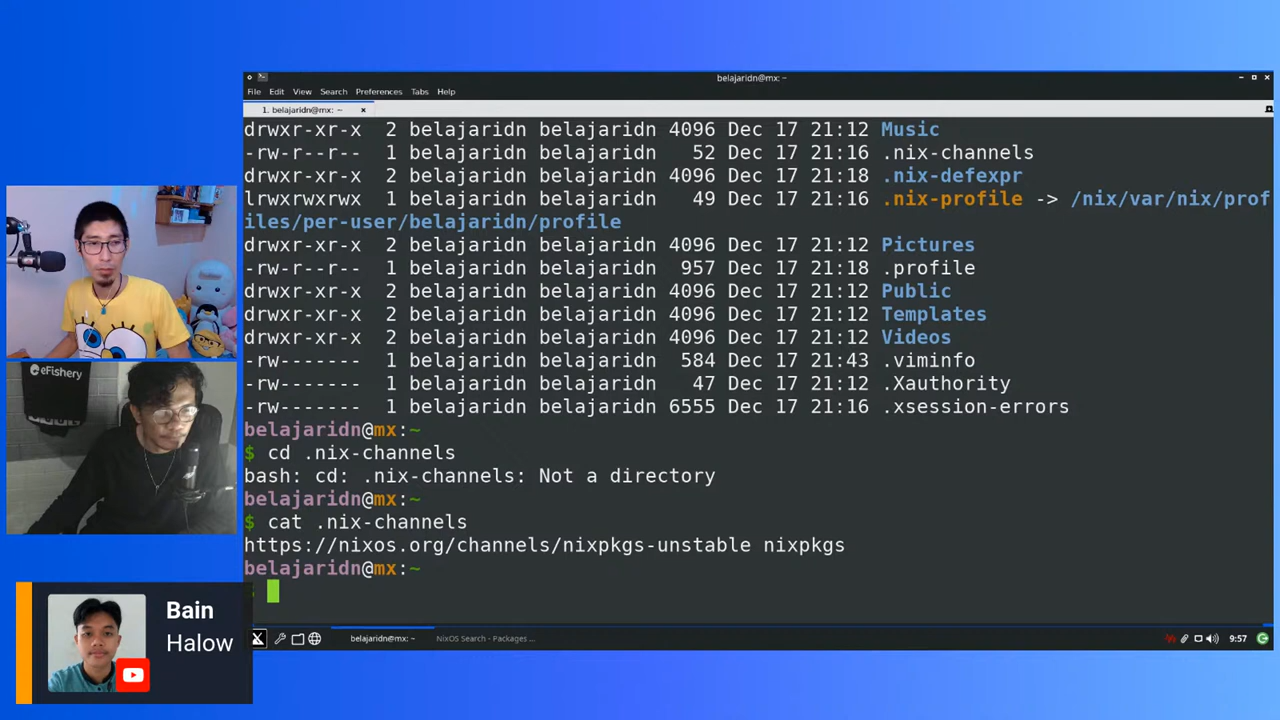 belajaridn@mx: ~
File Edit View Search Preferences Tabs Help
1. belajaridn@mx: ~ ×
drwxr-xr-x 2 belajaridn belajaridn 4096 Dec 17 21:12 Music
-rw-r--r-- 1 belajaridn belajaridn 52 Dec 17 21:16 .nix-channels
drwxr-xr-x 2 belajaridn belajaridn 4096 Dec 17 21:18 .nix-defexpr
lrwxrwxrwx 1 belajaridn belajaridn 49 Dec 17 21:16 .nix-profile -> /nix/var/nix/prof
iles/per-user/belajaridn/profile
drwxr-xr-x 2 belajaridn belajaridn 4096 Dec 17 21:12 Pictures
-rw-r--r-- 1 belajaridn belajaridn 957 Dec 17 21:18 .profile
drwxr-xr-x 2 belajaridn belajaridn 4096 Dec 17 21:12 Public
drwxr-xr-x 2 belajaridn belajaridn 4096 Dec 17 21:12 Templates
drwxr-xr-x 2 belajaridn belajaridn 4096 Dec 17 21:12 Videos
-rw------- 1 belajaridn belajaridn 584 Dec 17 21:43 .viminfo
-rw------- 1 belajaridn belajaridn 47 Dec 17 21:12 .Xauthority
-rw------- 1 belajaridn belajaridn 6555 Dec 17 21:16 .xsession-errors
belajaridn@mx:~
$ cd .nix-channels
bash: cd: .nix-channels: Not a directory
belajaridn@mx:~
$ cat .nix-channels
https://nixos.org/channels/nixpkgs-unstable nixpkgs
belajaridn@mx:~
$
eFishery
Bain
Halow
belajaridn@mx: ~
NixOS Search - Packages ...
9:57